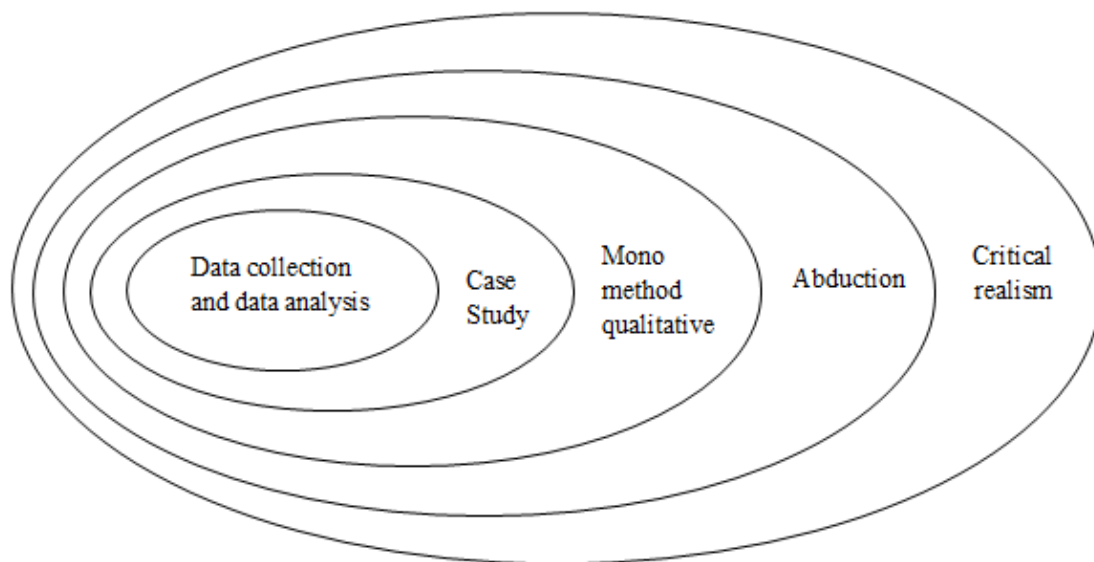 Data collection
and data analysis
Case
Study
Mono
method
qualitative
Abduction
Critical
realism